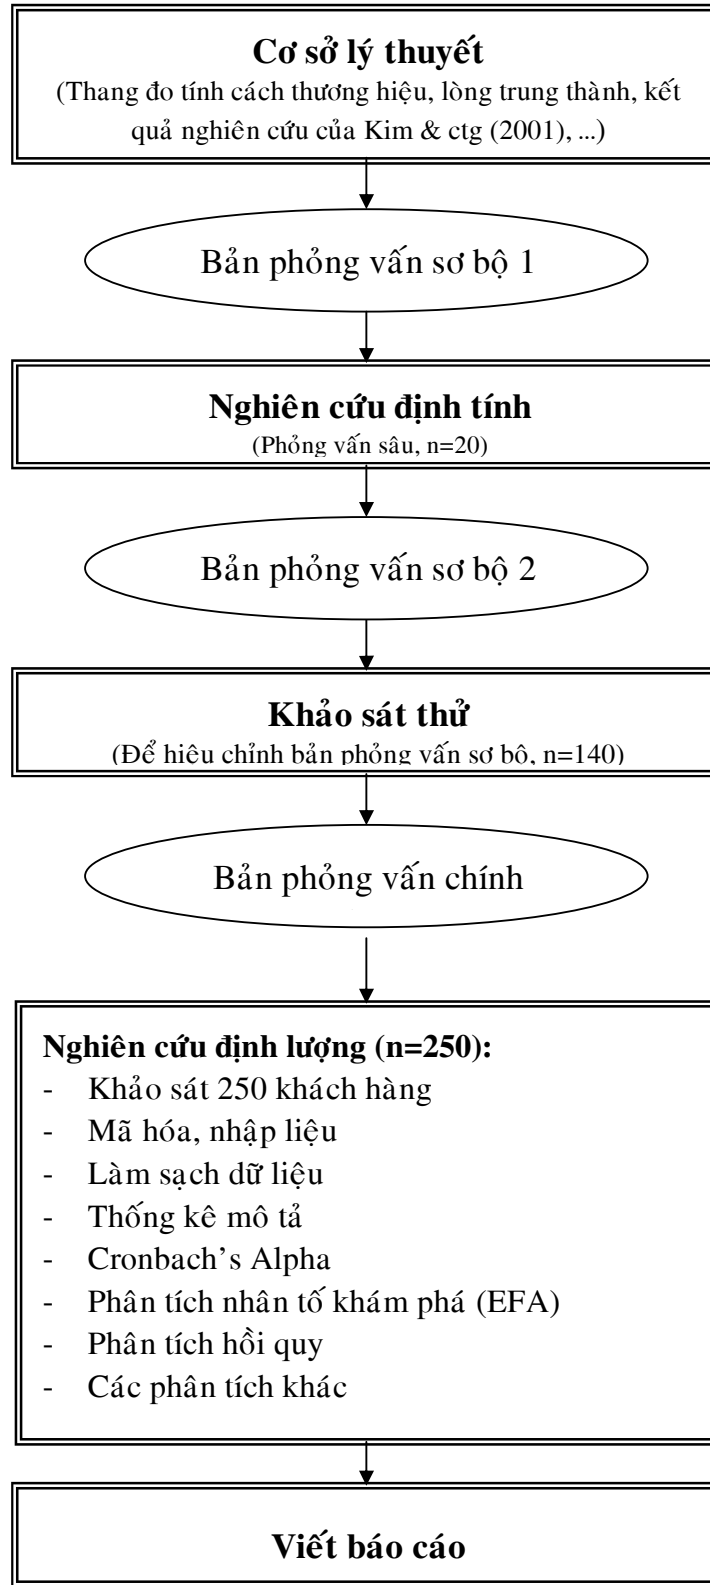 Cơ sở lý thuyết
(Thang đo tính cách thương hiệu, lòng trung thành, kết
quả nghiên cứu của Kim & ctg (2001), ...)
Bản phỏng vấn sơ bộ 1
Nghiên cứu định tính
(Phỏng vấn sâu, n=20)
Bản phỏng vấn sơ bộ 2
Khảo sát thử
(Để hiệu chỉnh bản phỏng vấn sơ bộ, n=140)
Bản phỏng vấn chính
Nghiên cứu định lượng (n=250):
- Khảo sát 250 khách hàng
- Mã hóa, nhập liệu
- Làm sạch dữ liệu
- Thống kê mô tả
- Cronbach’s Alpha
- Phân tích nhân tố khám phá (EFA)
- Phân tích hồi quy
- Các phân tích khác
Viết báo cáo